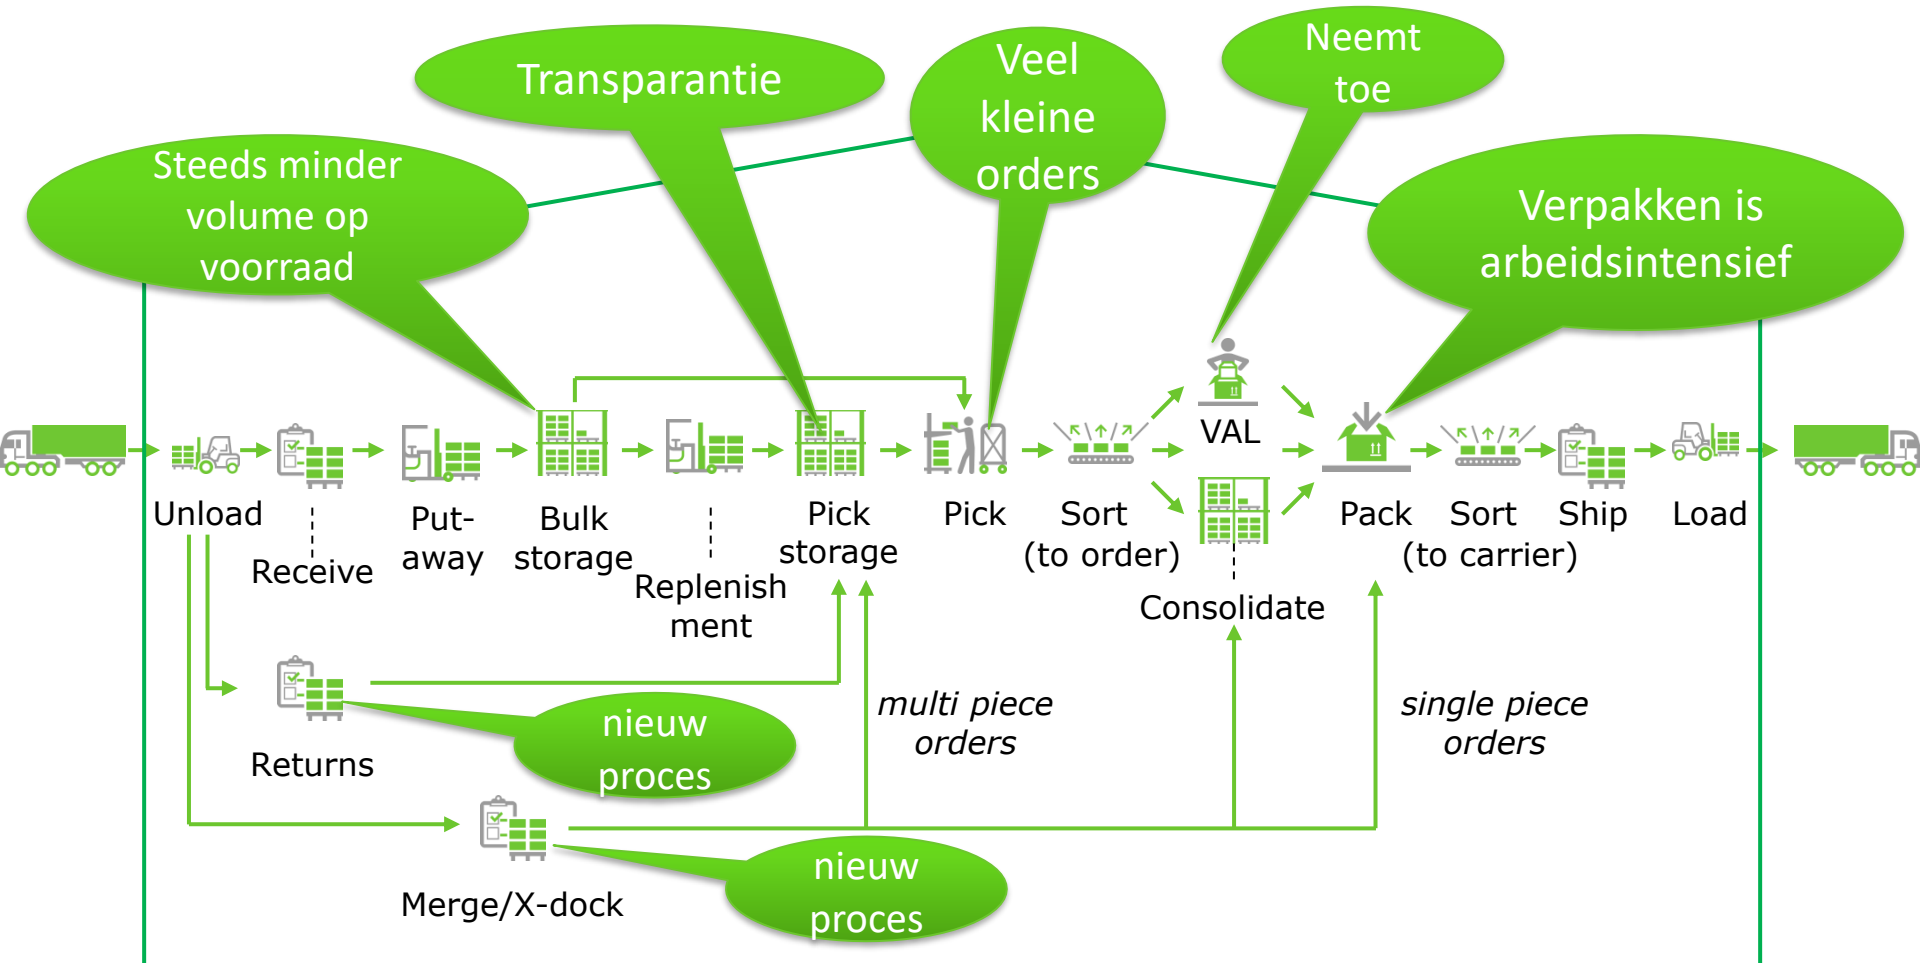 Transparantie
Veel
kleine
orders
Neemt
toe
Steeds minder
volume op
voorraad
Verpakken is
arbeidsintensief
VAL
Unload
Receive
Put-
away
Bulk
storage
Replenish
ment
Pick
storage
Pick
Sort
(to order)
Consolidate
Pack
Sort
(to carrier)
Ship
Load
Returns
nieuw
proces
multi piece
orders
single piece
orders
Merge/X-dock
nieuw
proces